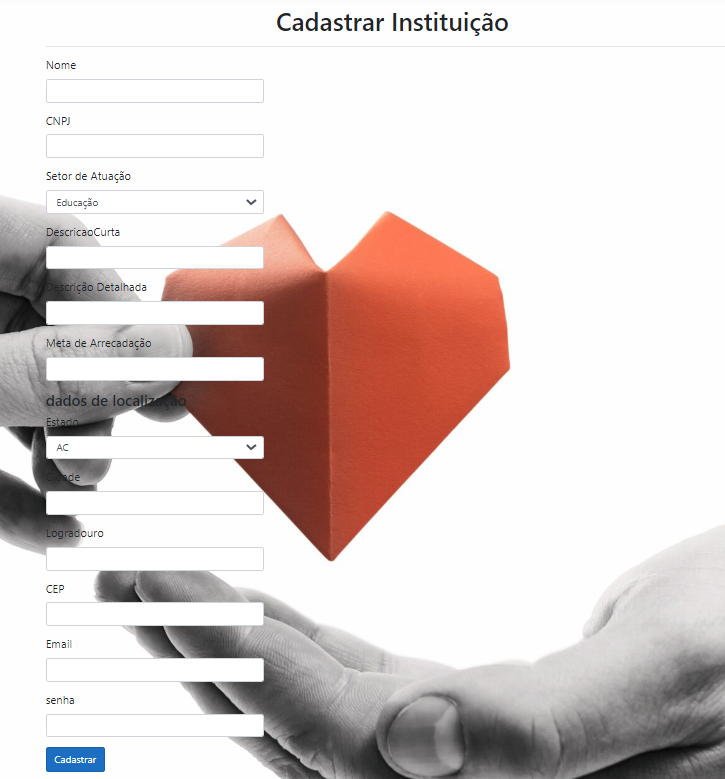 Cadastrar Instituição
Nome
CNPJ
Setor de Atuação
Educação
DescricaoCurta
Descrição Detalhada
Meta de Arrecadação
dados de localização
Estado
AC
Cidade
Logradouro
CEP
Email
senha
Cadastrar